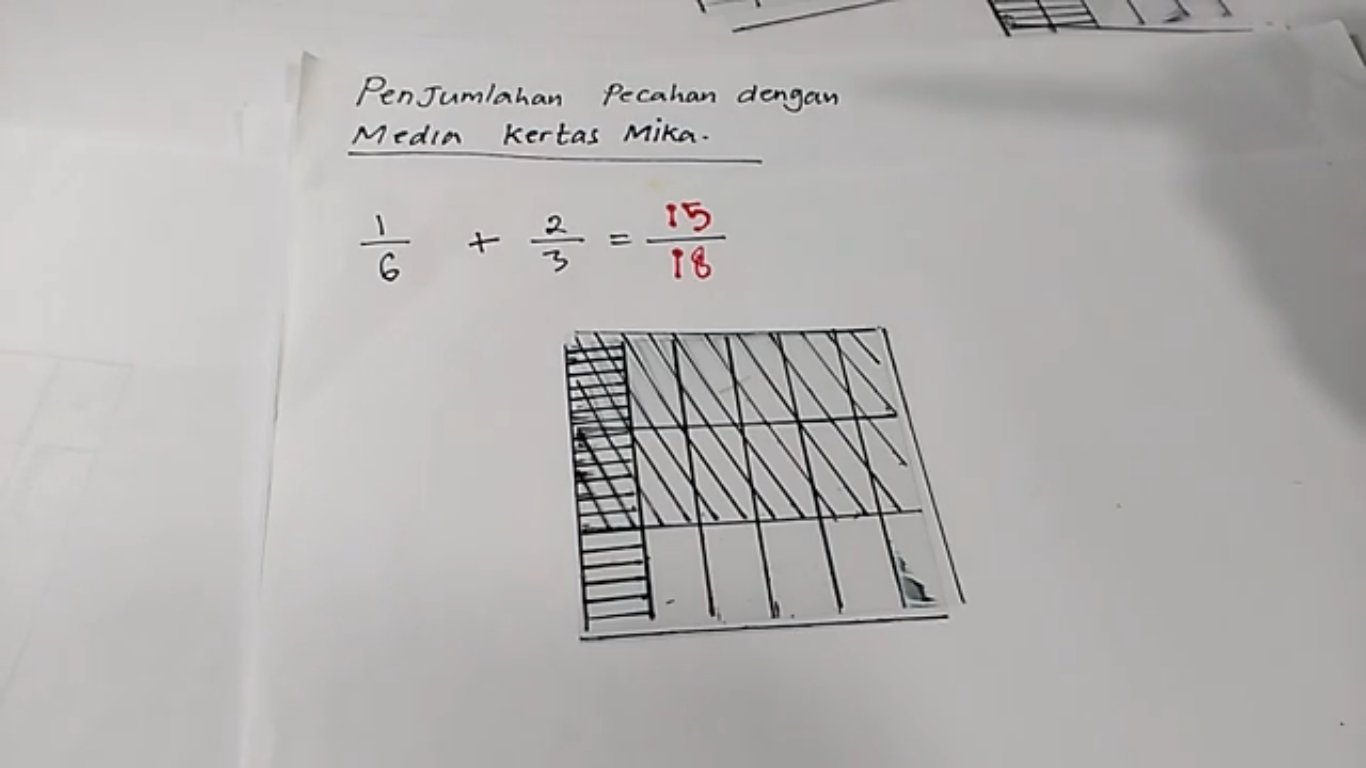 Penjumlahan Pecahan dengan
Media Kertas Mika.
1/6 + 2/3 = 15/18